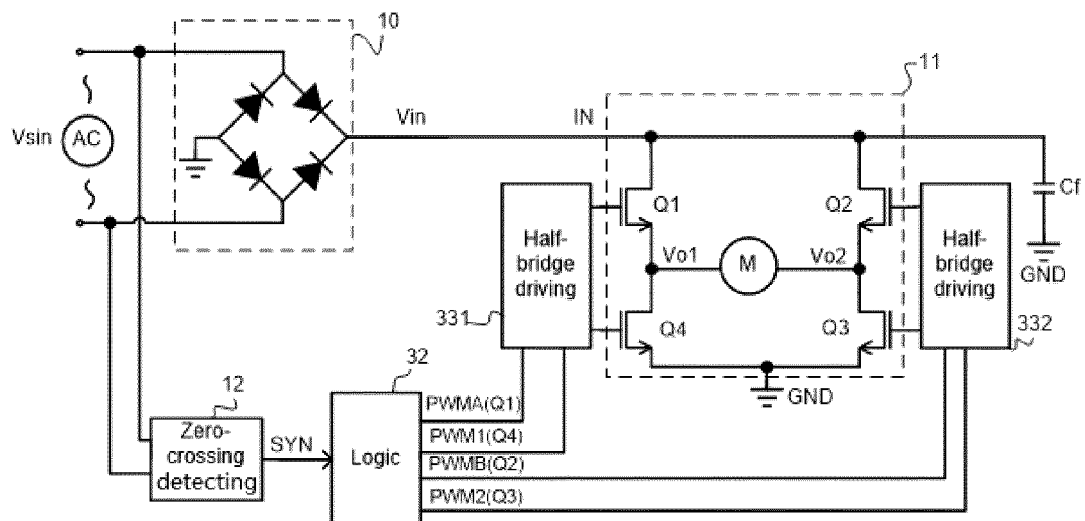 10
11
Vsin
AC
Vin
IN
Q1
Q2
Cf
Half-
bridge
driving
Vo1
M
Vo2
Half-
bridge
driving
GND
331
Q4
Q3
332
GND
32
12
PWMA(Q1)
Zero-
crossing
detecting
SYN
Logic
PWM1(Q4)
PWMB(Q2)
PWM2(Q3)